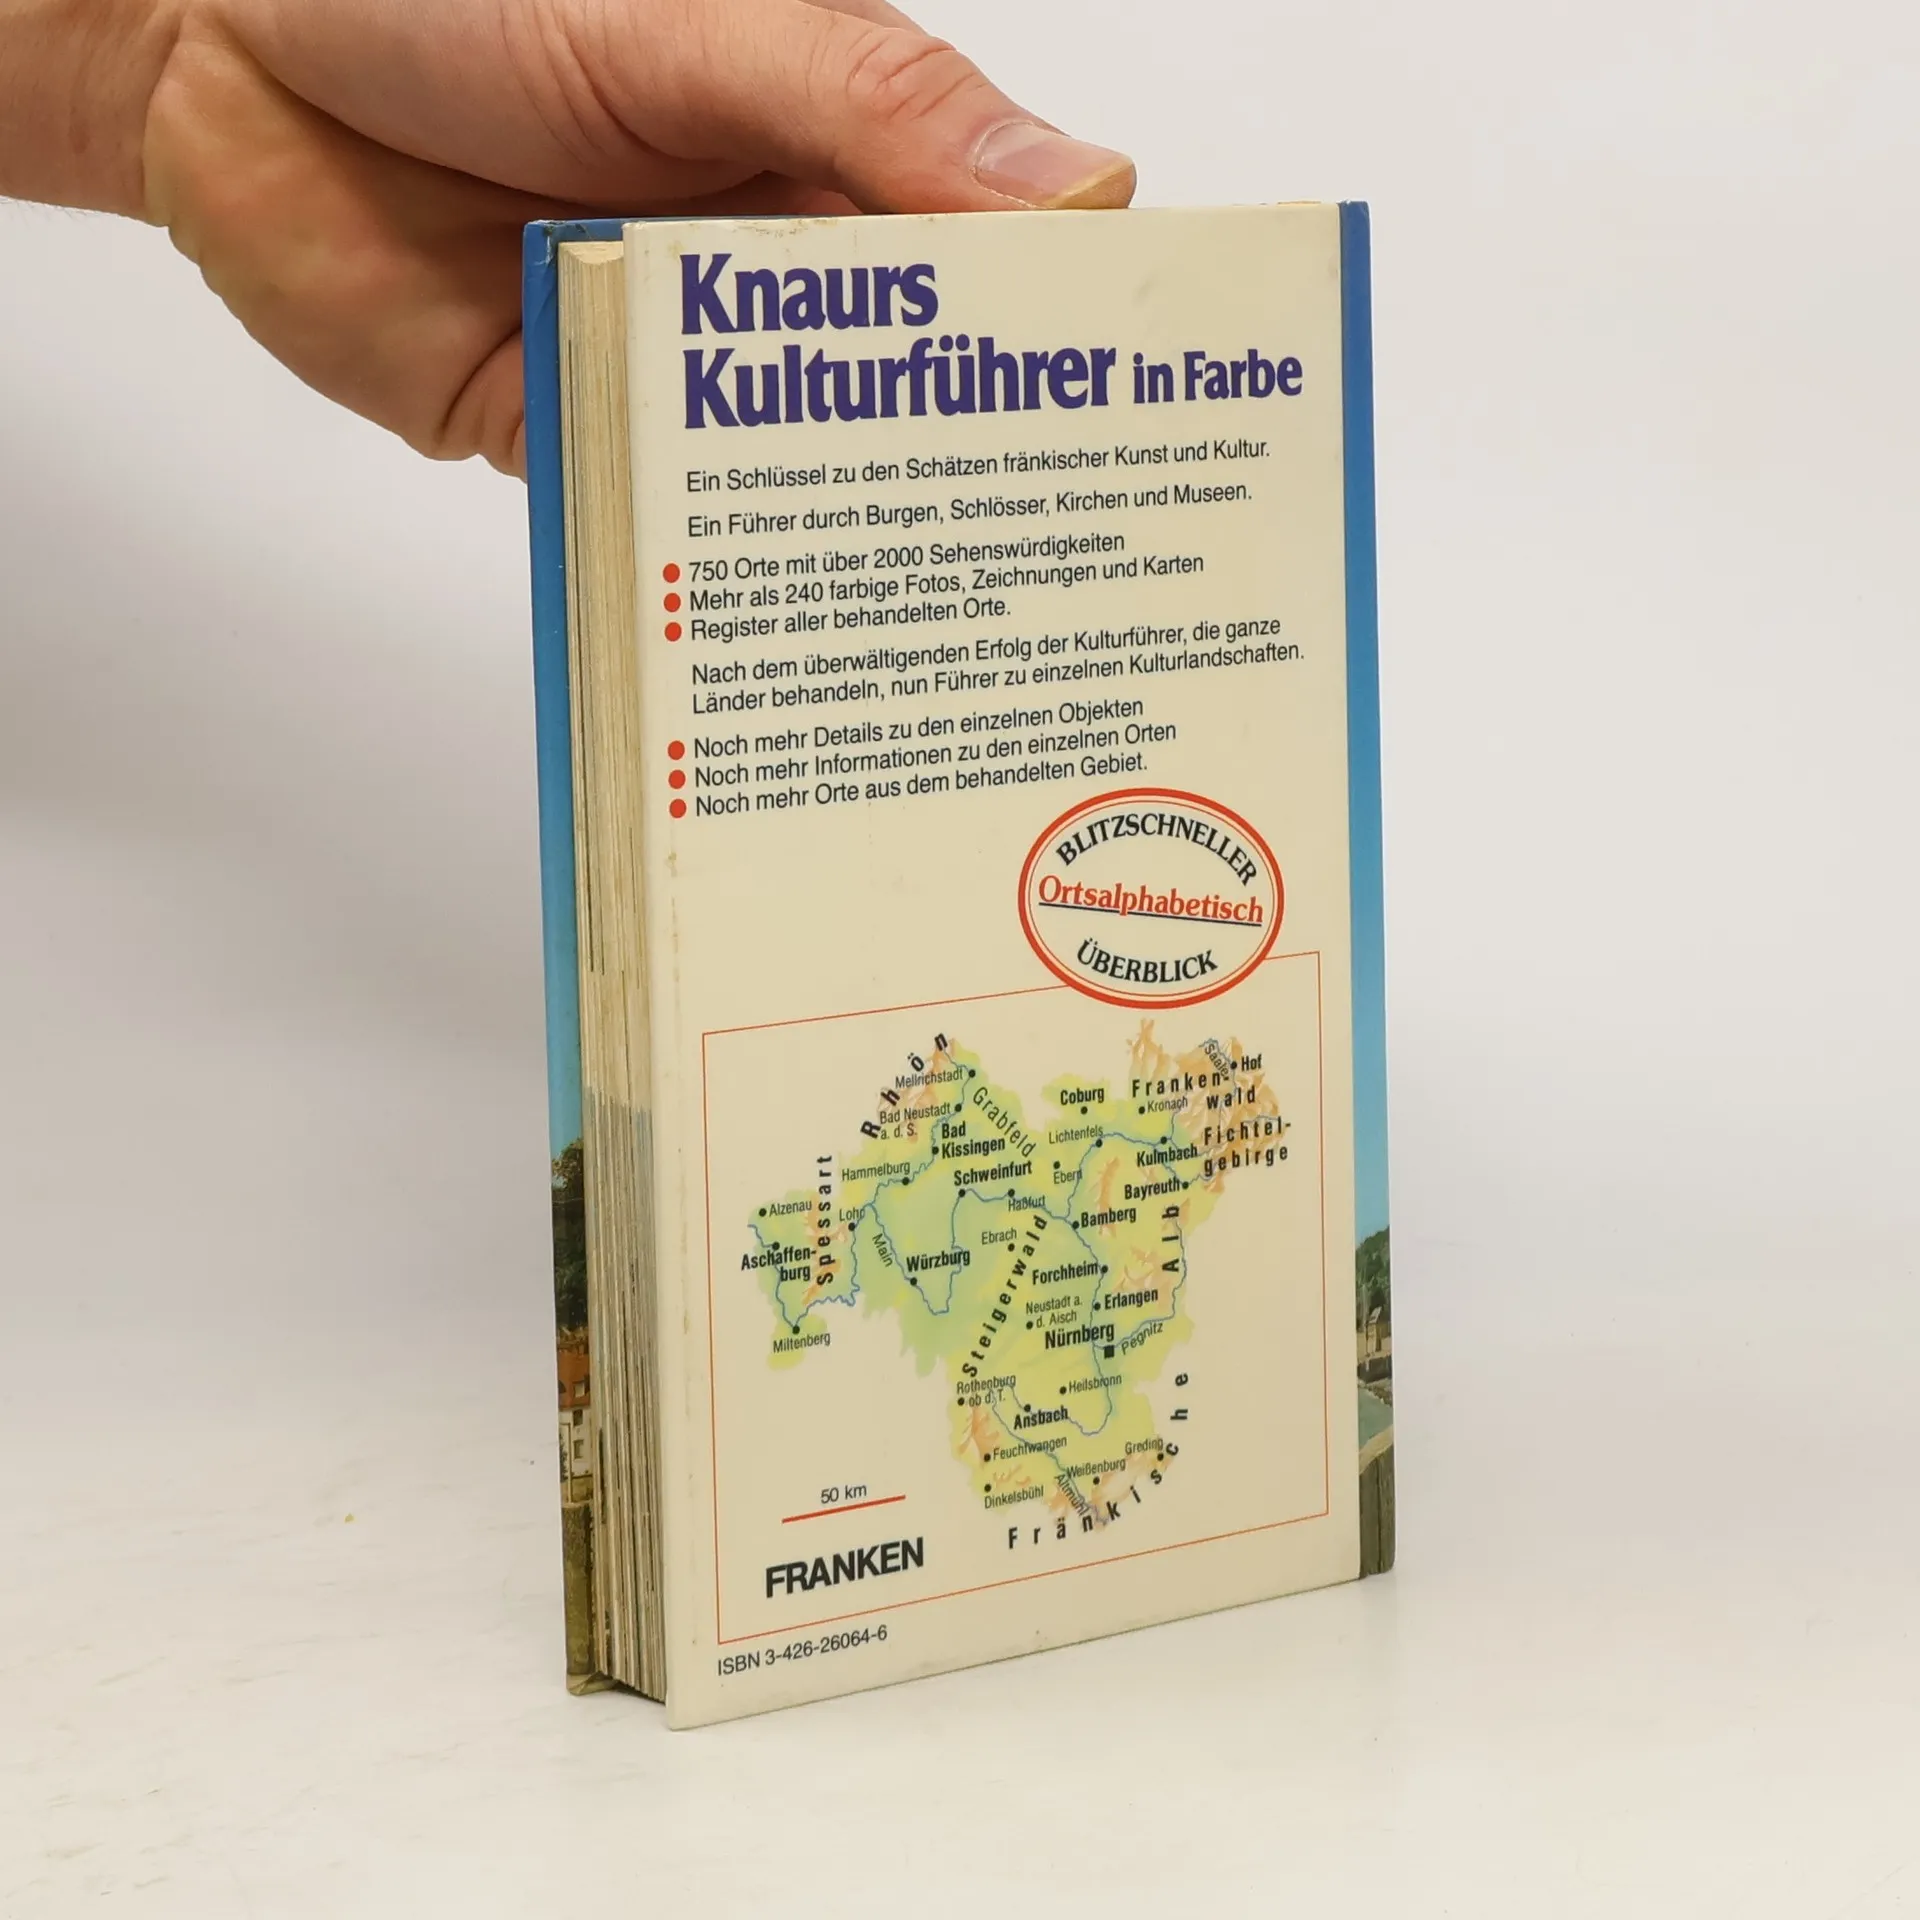 Knaurs
Kulturführer in Farbe
Ein Schlüssel zu den Schätzen fränkischer Kunst und Kultur.
Ein Führer durch Burgen, Schlösser, Kirchen und Museen.
750 Orte mit über 2000 Sehenswürdigkeiten
Mehr als 240 farbige Fotos, Zeichnungen und Karten
Register aller behandelten Orte.
Nach dem überwältigenden Erfolg der Kulturführer, die ganze
Länder behandeln, nun Führer zu einzelnen Kulturlandschaften.
Noch mehr Details zu den einzelnen Objekten
Noch mehr Informationen zu den einzelnen Orten
Noch mehr Orte aus dem behandelten Gebiet.
BLITZSCHNELLER
Ortsalphabetisch
ÜBERBLICK
Rhön
Mellrichstadt
Bad Neustadt
a. d. S.
Grabfeld
Bad
Kissingen
Hammelburg
Schweinfurt
Haßfurt
Coburg
Lichtenfels
Ebern
Franken-
wald
Kronach
Saale
Hof
Fichtel-
gebirge
Kulmbach
Bayreuth
Spessart
Alzenau
Lohr
Aschaffen-
burg
Main
Miltenberg
Würzburg
Ebrach
Steigerwald
Bamberg
Forchheim
Erlangen
Neustadt a.
d. Aisch
Nürnberg
Pegnitz
Rothenburg
ob d. T.
Heilsbronn
Ansbach
Feuchtwangen
Dinkelsbühl
Altmühl
Weißenburg
Greding
Fränkische
Alb
50 km
FRANKEN
ISBN 3-426-26064-6